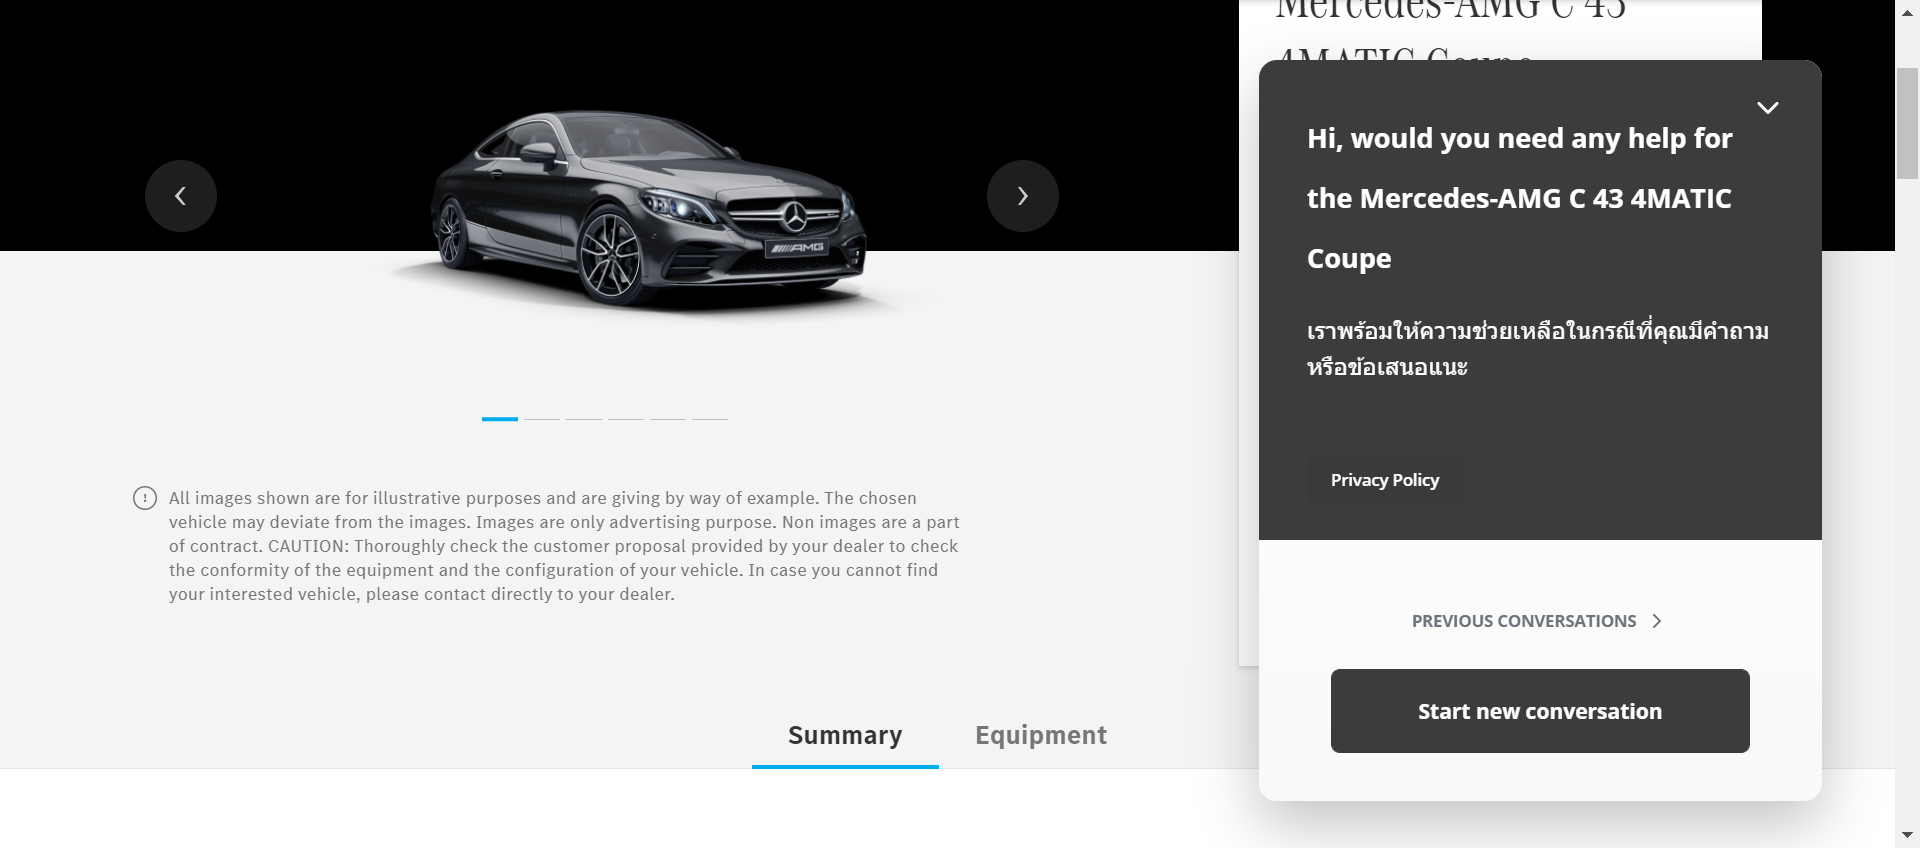 Mercedes-AMG C 43
4MATIC Coupe
AMG
Hi, would you need any help for
the Mercedes-AMG C 43 4MATIC
Coupe
เราพร้อมให้ความช่วยเหลือในกรณีที่คุณมีคำถาม
หรือข้อเสนอแนะ
Privacy Policy
All images shown are for illustrative purposes and are giving by way of example. The chosen
vehicle may deviate from the images. Images are only advertising purpose. Non images are a part
of contract. CAUTION: Thoroughly check the customer proposal provided by your dealer to check
the conformity of the equipment and the configuration of your vehicle. In case you cannot find
your interested vehicle, please contact directly to your dealer.
PREVIOUS CONVERSATIONS
Start new conversation
Summary
Equipment